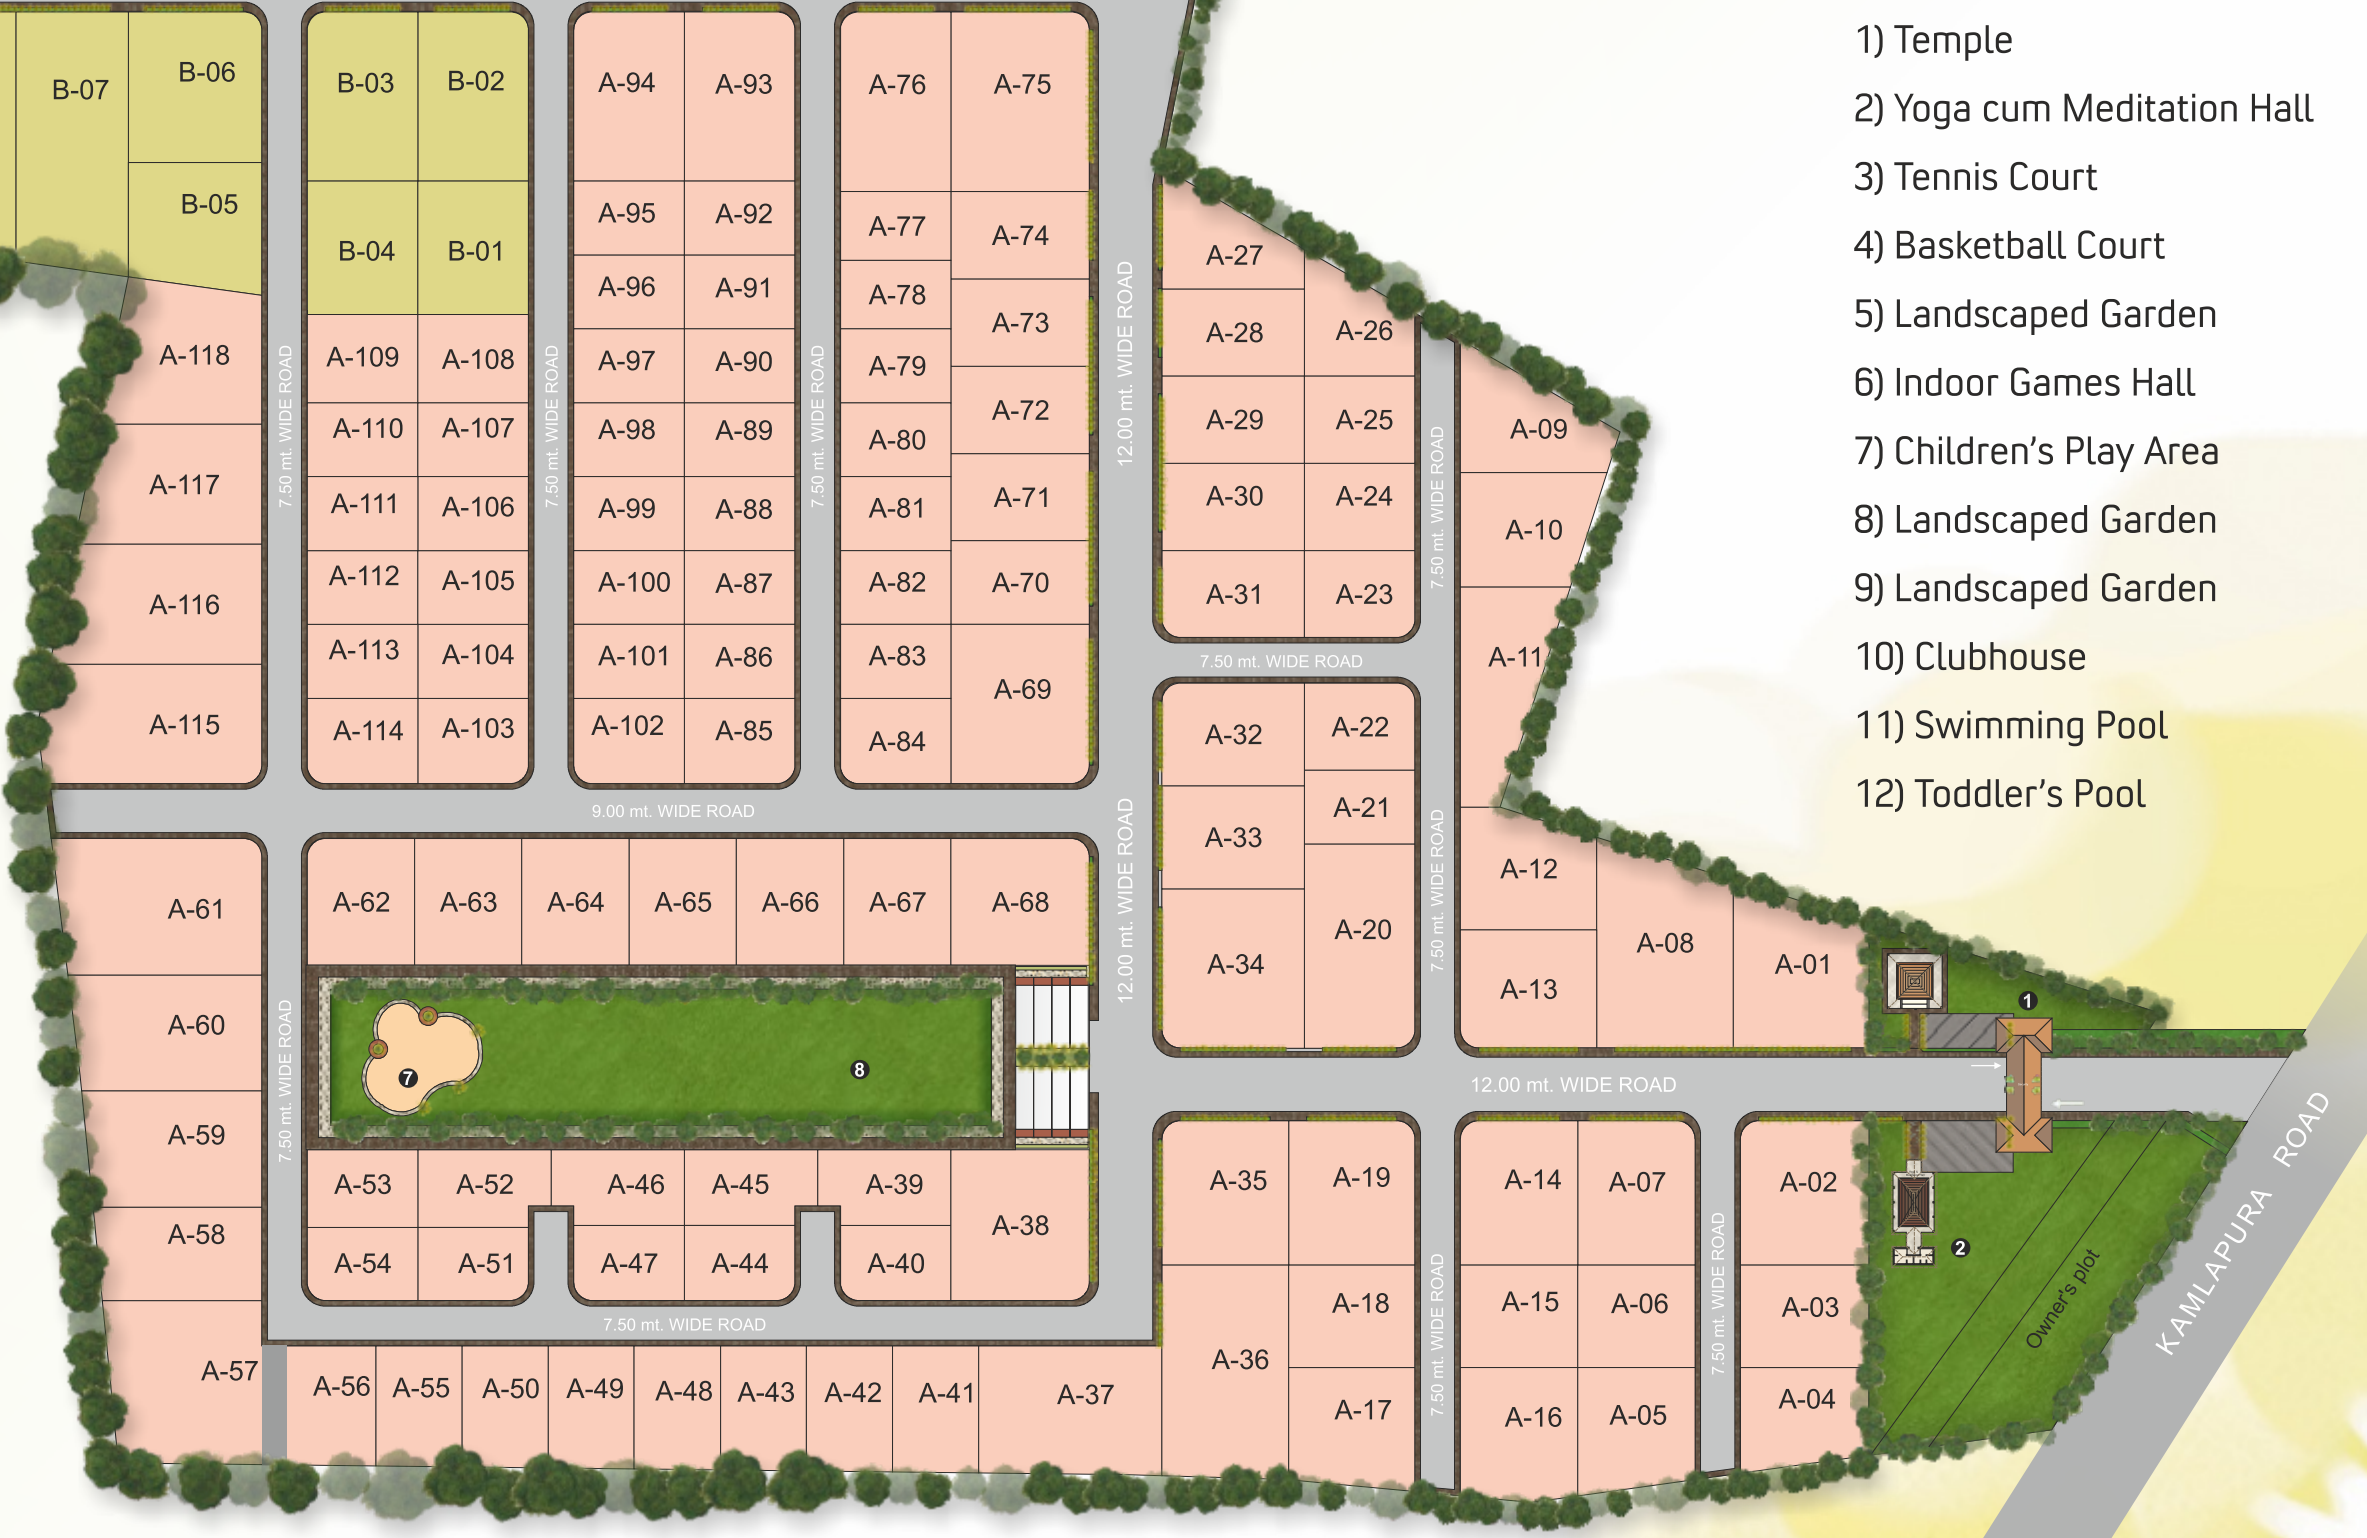 1) Temple
2) Yoga cum Meditation Hall
3) Tennis Court
4) Basketball Court
5) Landscaped Garden
6) Indoor Games Hall
7) Children’s Play Area
8) Landscaped Garden
9) Landscaped Garden
10) Clubhouse
11) Swimming Pool
12) Toddler’s Pool
B-07
B-06
B-05
A-118
A-117
A-116
A-115
7.50 mt. WIDE ROAD
B-03
B-02
B-04
B-01
A-109
A-108
A-110
A-107
A-111
A-106
A-112
A-105
A-113
A-104
A-114
A-103
7.50 mt. WIDE ROAD
A-94
A-93
A-95
A-92
A-96
A-91
A-97
A-90
A-98
A-89
A-99
A-88
A-100
A-87
A-101
A-86
A-102
A-85
7.50 mt. WIDE ROAD
A-76
A-75
A-77
A-74
A-78
A-73
A-79
A-72
A-80
A-71
A-81
A-70
A-82
A-83
A-69
A-84
12.00 mt. WIDE ROAD
A-27
A-28
A-26
A-29
A-25
A-30
A-24
A-31
A-23
7.50 mt. WIDE ROAD
A-09
A-10
A-11
7.50 mt. WIDE ROAD
A-32
A-22
A-21
A-33
A-20
A-34
7.50 mt. WIDE ROAD
A-12
A-13
A-08
A-01
1
9.00 mt. WIDE ROAD
12.00 mt. WIDE ROAD
A-61
A-60
A-59
A-58
A-57
7.50 mt. WIDE ROAD
A-62
A-63
A-64
A-65
A-66
A-67
A-68
7
8
12.00 mt. WIDE ROAD
A-53
A-52
A-46
A-45
A-39
A-38
A-54
A-51
A-47
A-44
A-40
7.50 mt. WIDE ROAD
A-56
A-55
A-50
A-49
A-48
A-43
A-42
A-41
A-37
A-35
A-19
A-18
A-36
A-17
7.50 mt. WIDE ROAD
A-14
A-07
A-15
A-06
A-16
A-05
7.50 mt. WIDE ROAD
A-02
A-03
A-04
2
Owner's plot
KAMLAPURA ROAD